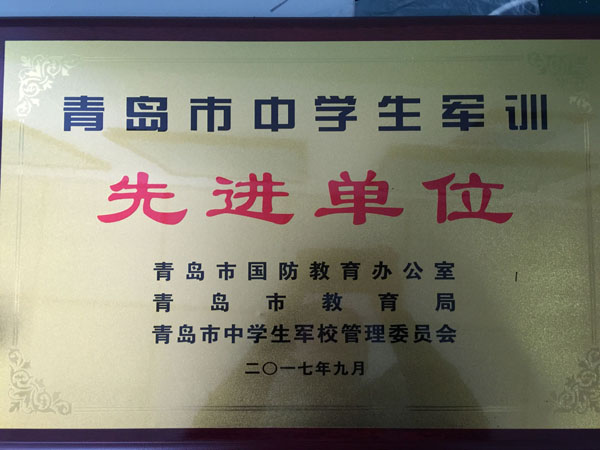 青岛市中学生军训
先进单位
青岛市国防教育办公室
青岛市教育局
青岛市中学生军校管理委员会
二〇一七年九月